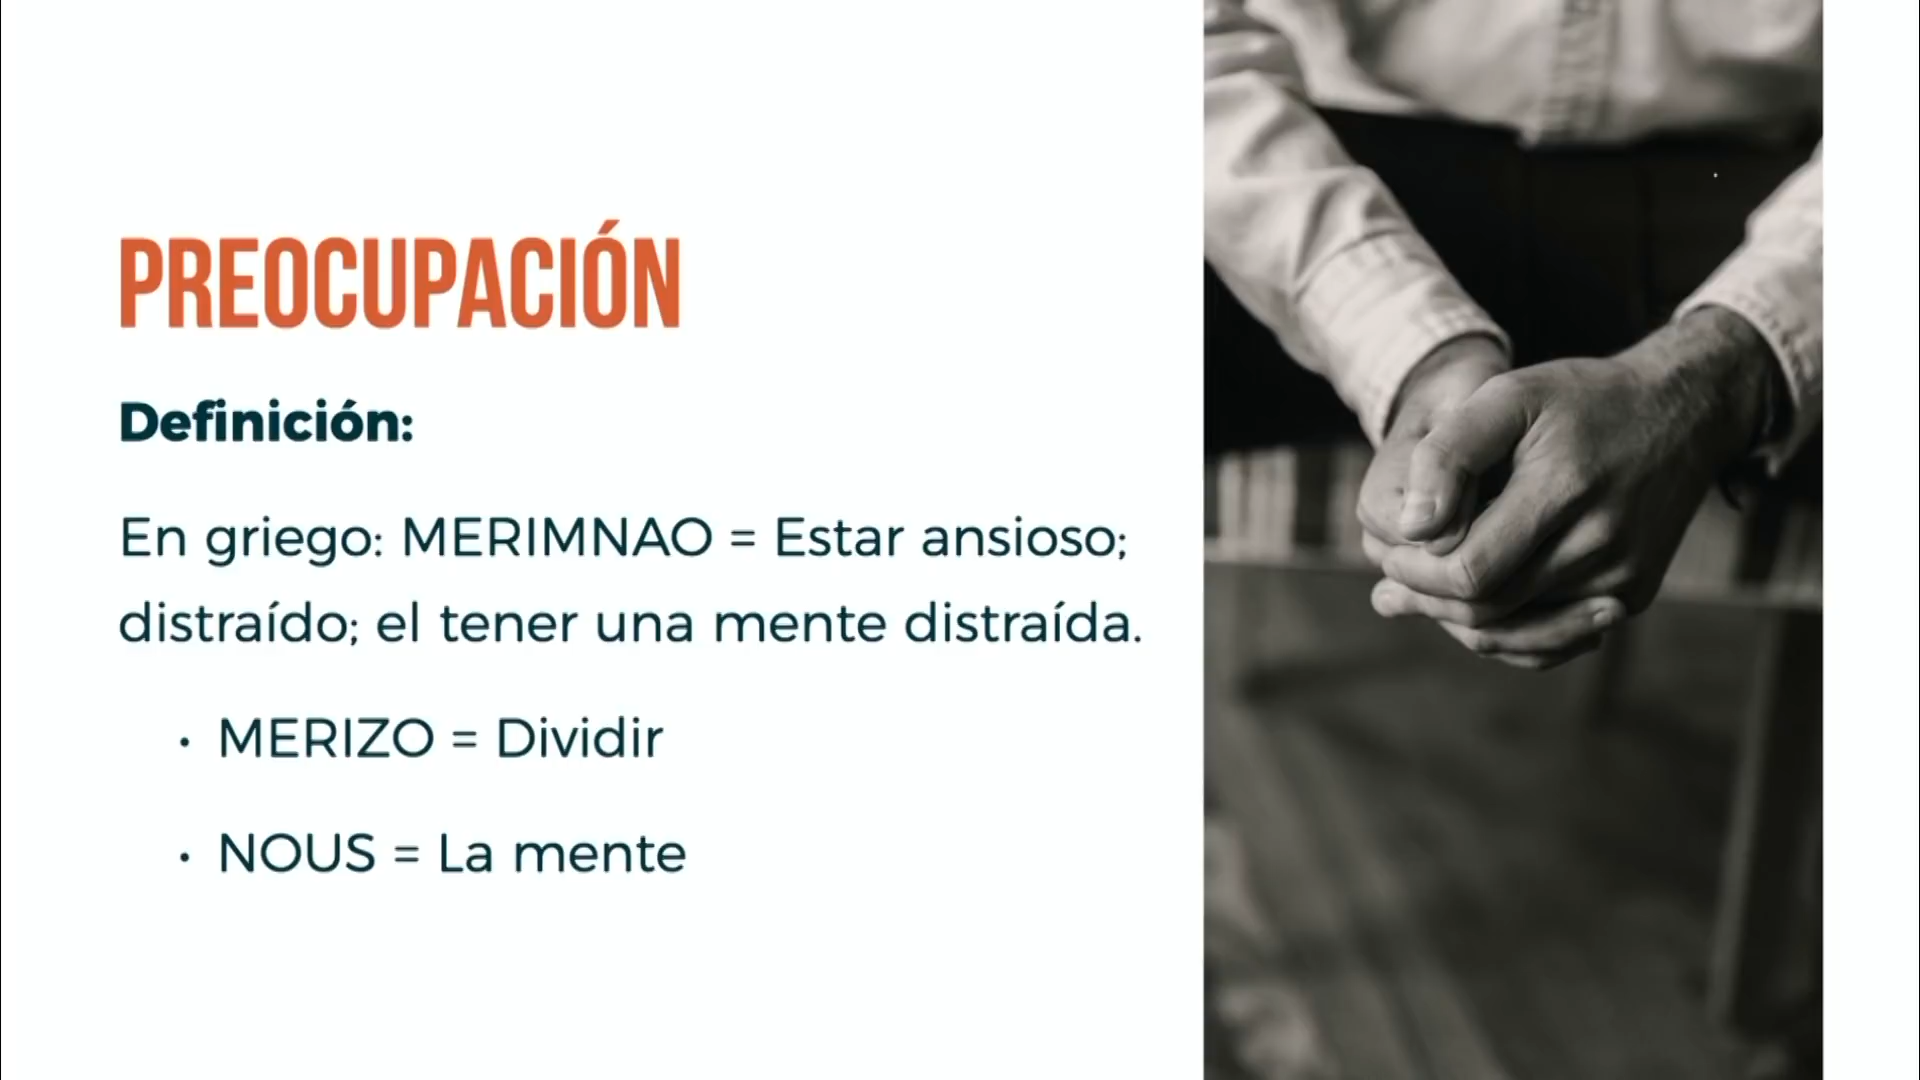 PREOCUPACIÓN
Definición:
En griego: MERIMNAO = Estar ansioso;
distraído; el tener una mente distraída.
• MERIZO = Dividir
• NOUS = La mente